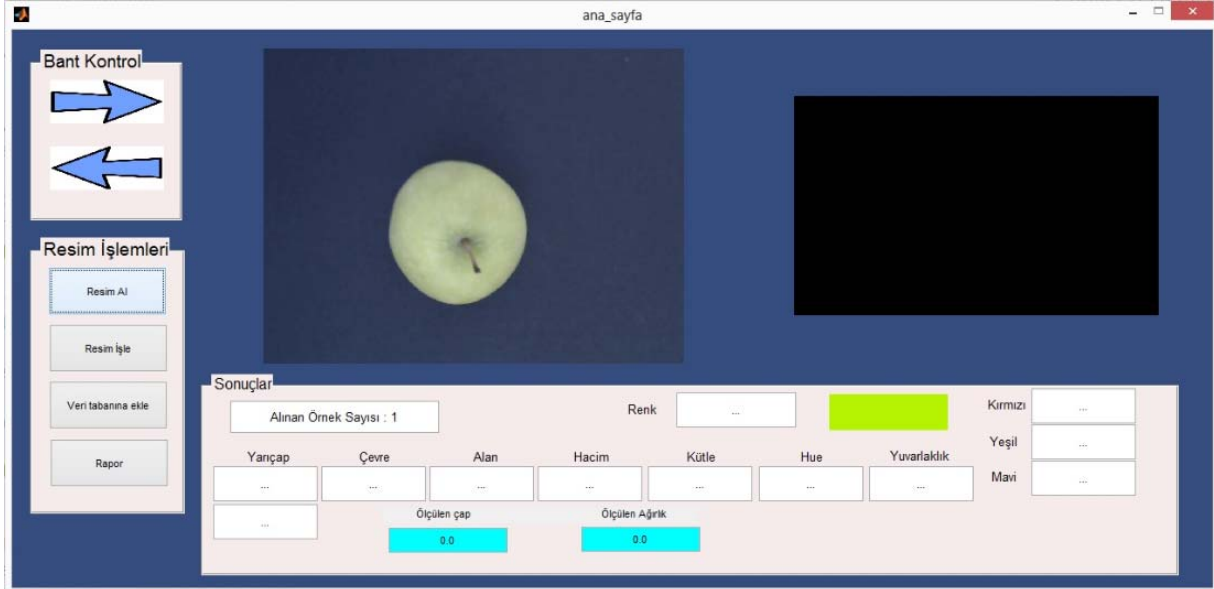 ana_sayfa
Bant Kontrol
Resim İşlemleri
Resim Al
Resim İşle
Veri tabanına ekle
Rapor
Sonuçlar
Alınan Örnek Sayısı : 1
Renk
...
Kırmızı
...
Yeşil
...
Mavi
...
Yarıçap Çevre Alan Hacim Kütle Hue Yuvarlaklık
... ... ... ... ... ... ...
...
Ölçülen çap Ölçülen Ağırlık
0.0 0.0